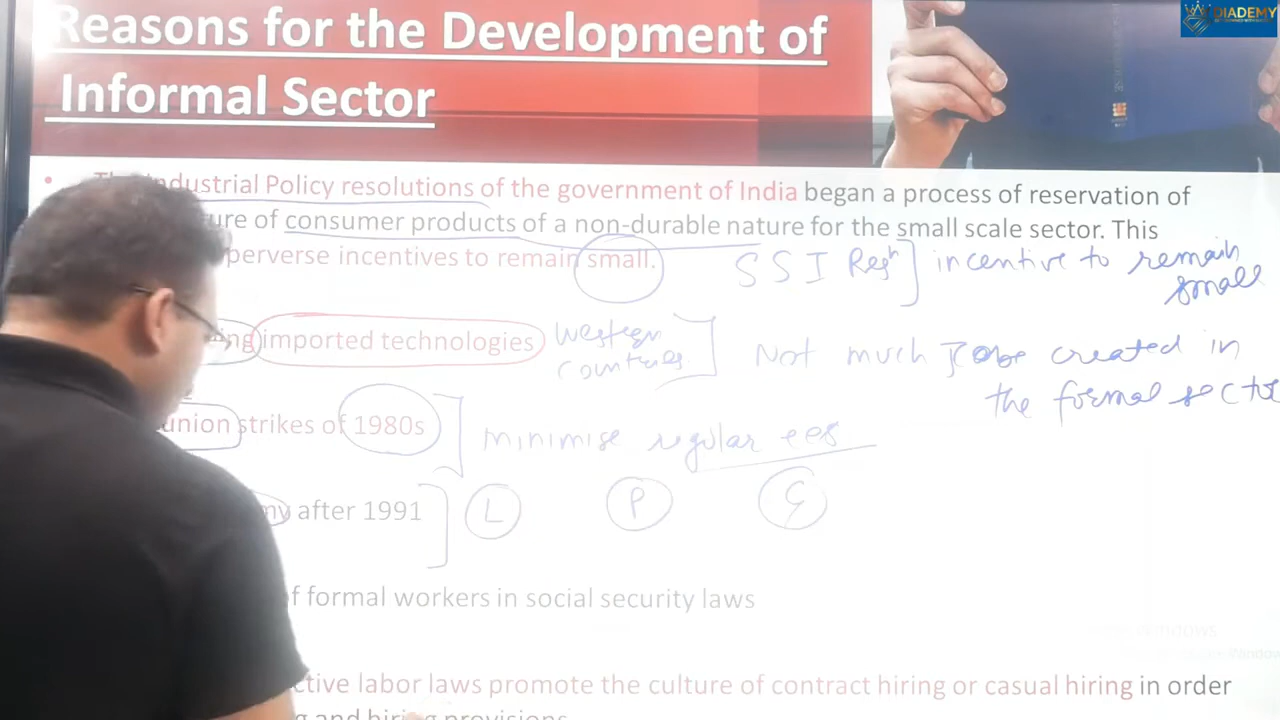 DIADEMY
Reasons for the Development of
Informal Sector
Industrial Policy resolutions of the government of India began a process of reservation of
of consumer products of a non-durable nature for the small scale sector. This
perverse incentives to remain small.
SSI Resn] incentive to remain
small
imported technologies
Western
Countries
Not much Job created in
the formal sector
union strikes of 1980s
minimise regular ees
after 1991
L P G
of formal workers in social security laws
labor laws promote the culture of contract hiring or casual hiring in order
provisions